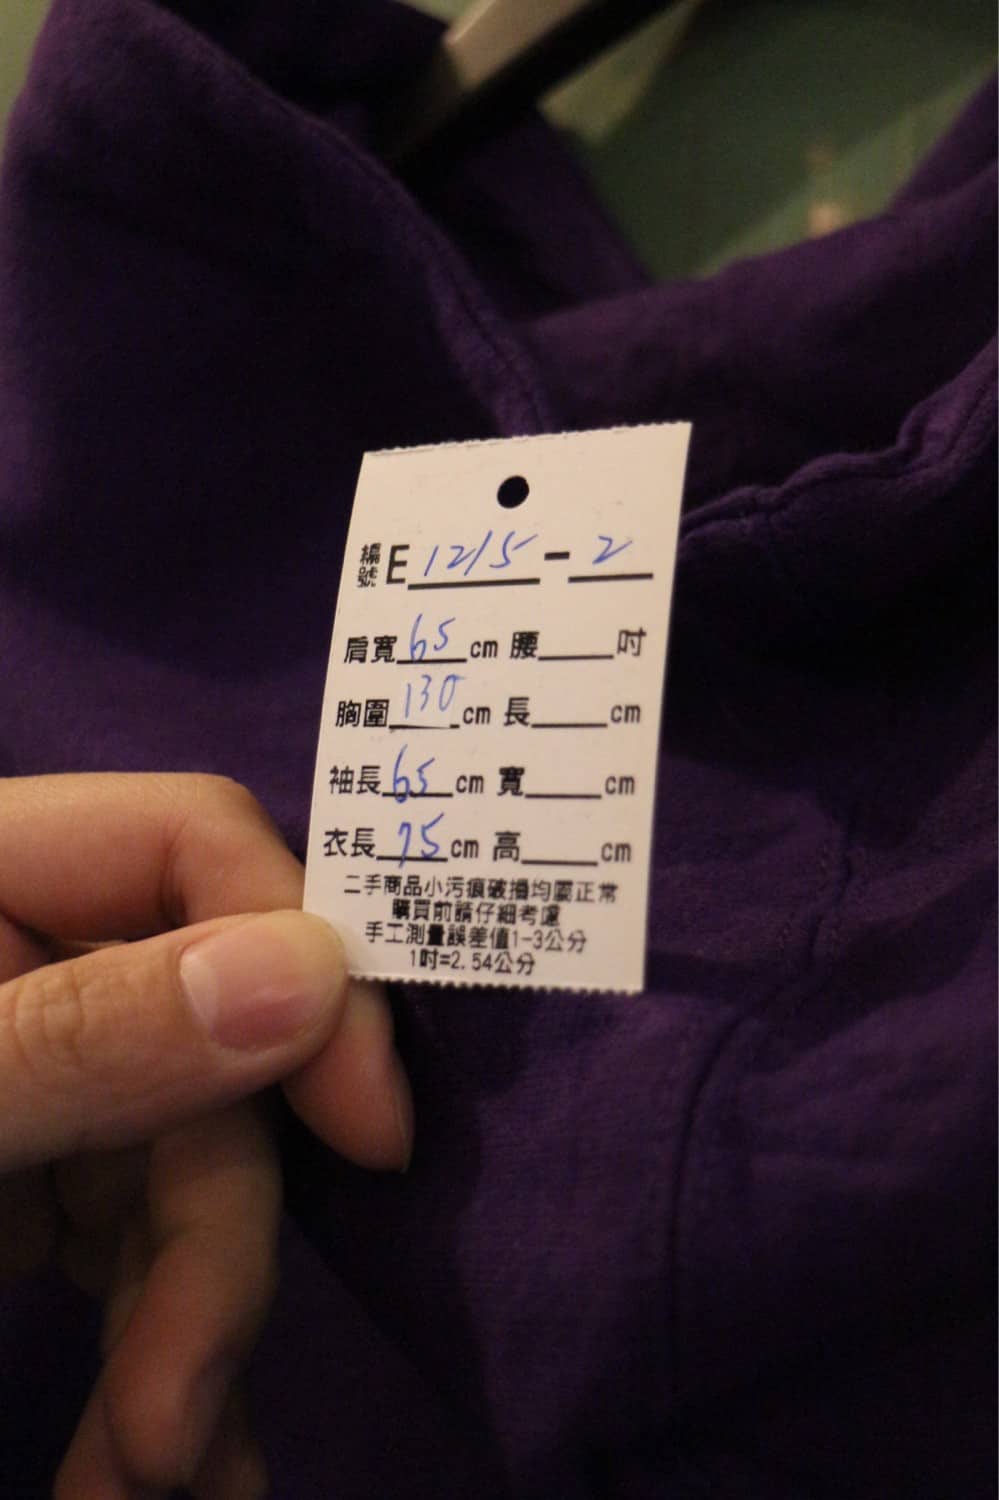 編號 E 1215 - 2
肩寬 65 cm 腰____吋
胸圍 130 cm 長____cm
袖長 65 cm 寬____cm
衣長 75 cm 高____cm
二手商品小污痕破損均屬正常
購買前請仔細考慮
手工測量誤差值1-3公分
1吋=2.54公分